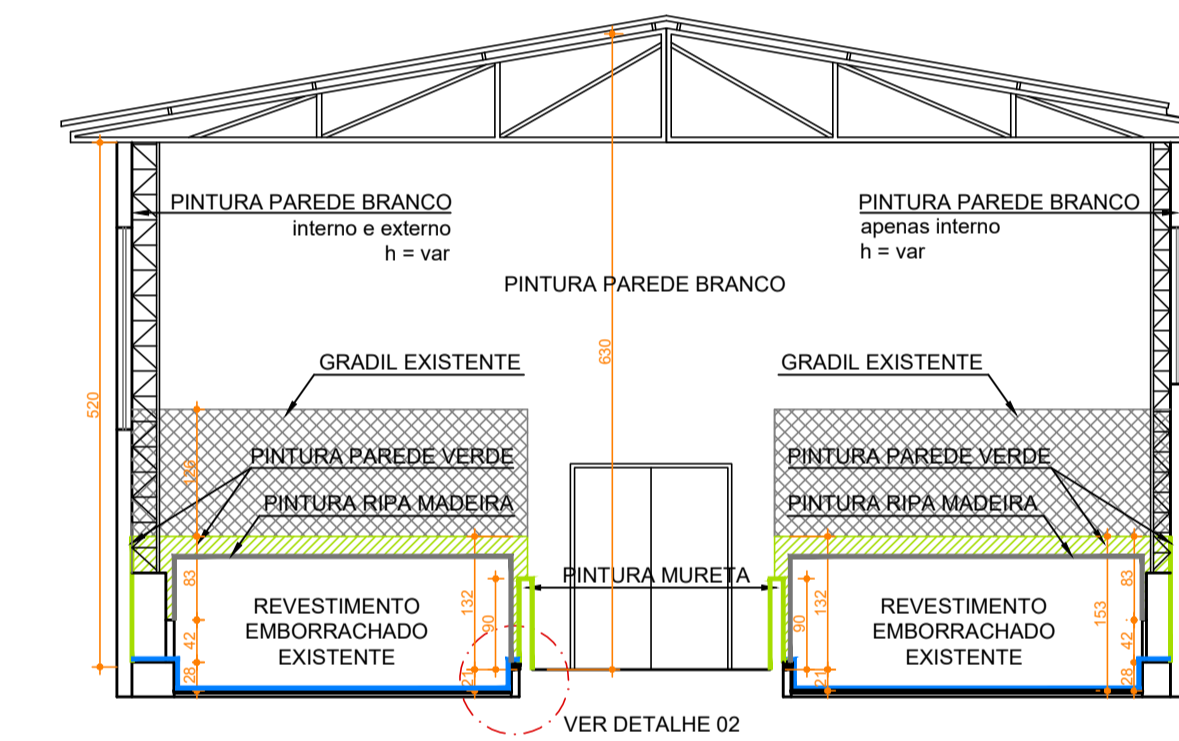 PINTURA PAREDE BRANCO
interno e externo
h = var
PINTURA PAREDE BRANCO
apenas interno
h = var
PINTURA PAREDE BRANCO
630
520
GRADIL EXISTENTE
GRADIL EXISTENTE
126
PINTURA PAREDE VERDE
PINTURA RIPA MADEIRA
PINTURA PAREDE VERDE
PINTURA RIPA MADEIRA
83
42
28
REVESTIMENTO
EMBORRACHADO
EXISTENTE
132
90
21
PINTURA MURETA
90
132
21
REVESTIMENTO
EMBORRACHADO
EXISTENTE
153
83
42
28
VER DETALHE 02